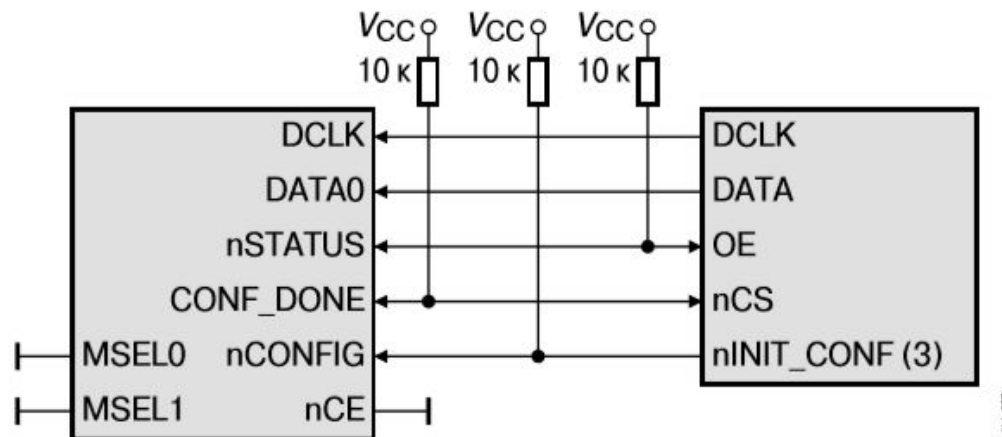 VCC VCC VCC
10 к 10 к 10 к
DCLK DCLK
DATA0 DATA
nSTATUS OE
CONF_DONE nCS
MSEL0 nCONFIG nINIT_CONF (3)
MSEL1 nCE